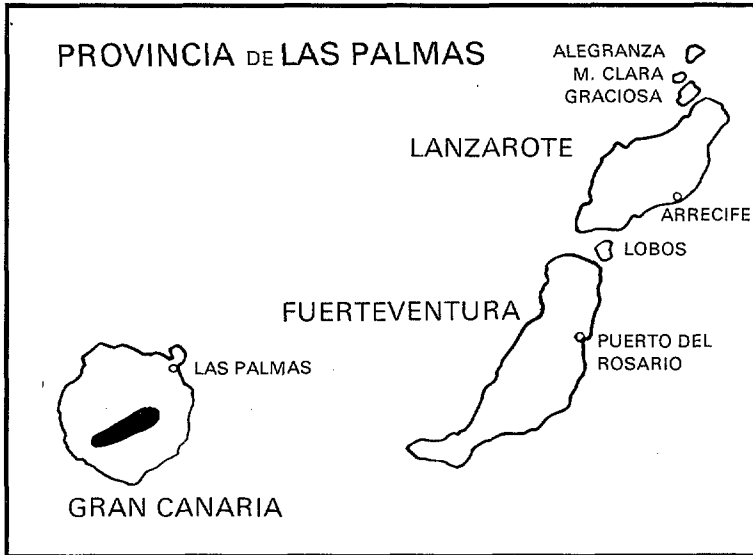 PROVINCIA DE LAS PALMAS
ALEGRANZA
M. CLARA
GRACIOSA
LANZAROTE
ARRECIFE
LOBOS
FUERTEVENTURA
PUERTO DEL
ROSARIO
LAS PALMAS
GRAN CANARIA